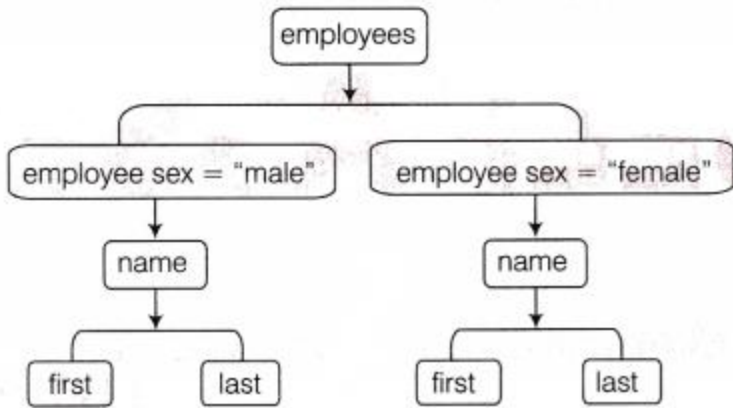 employees
employee sex = “male”
employee sex = “female”
name
name
first
last
first
last